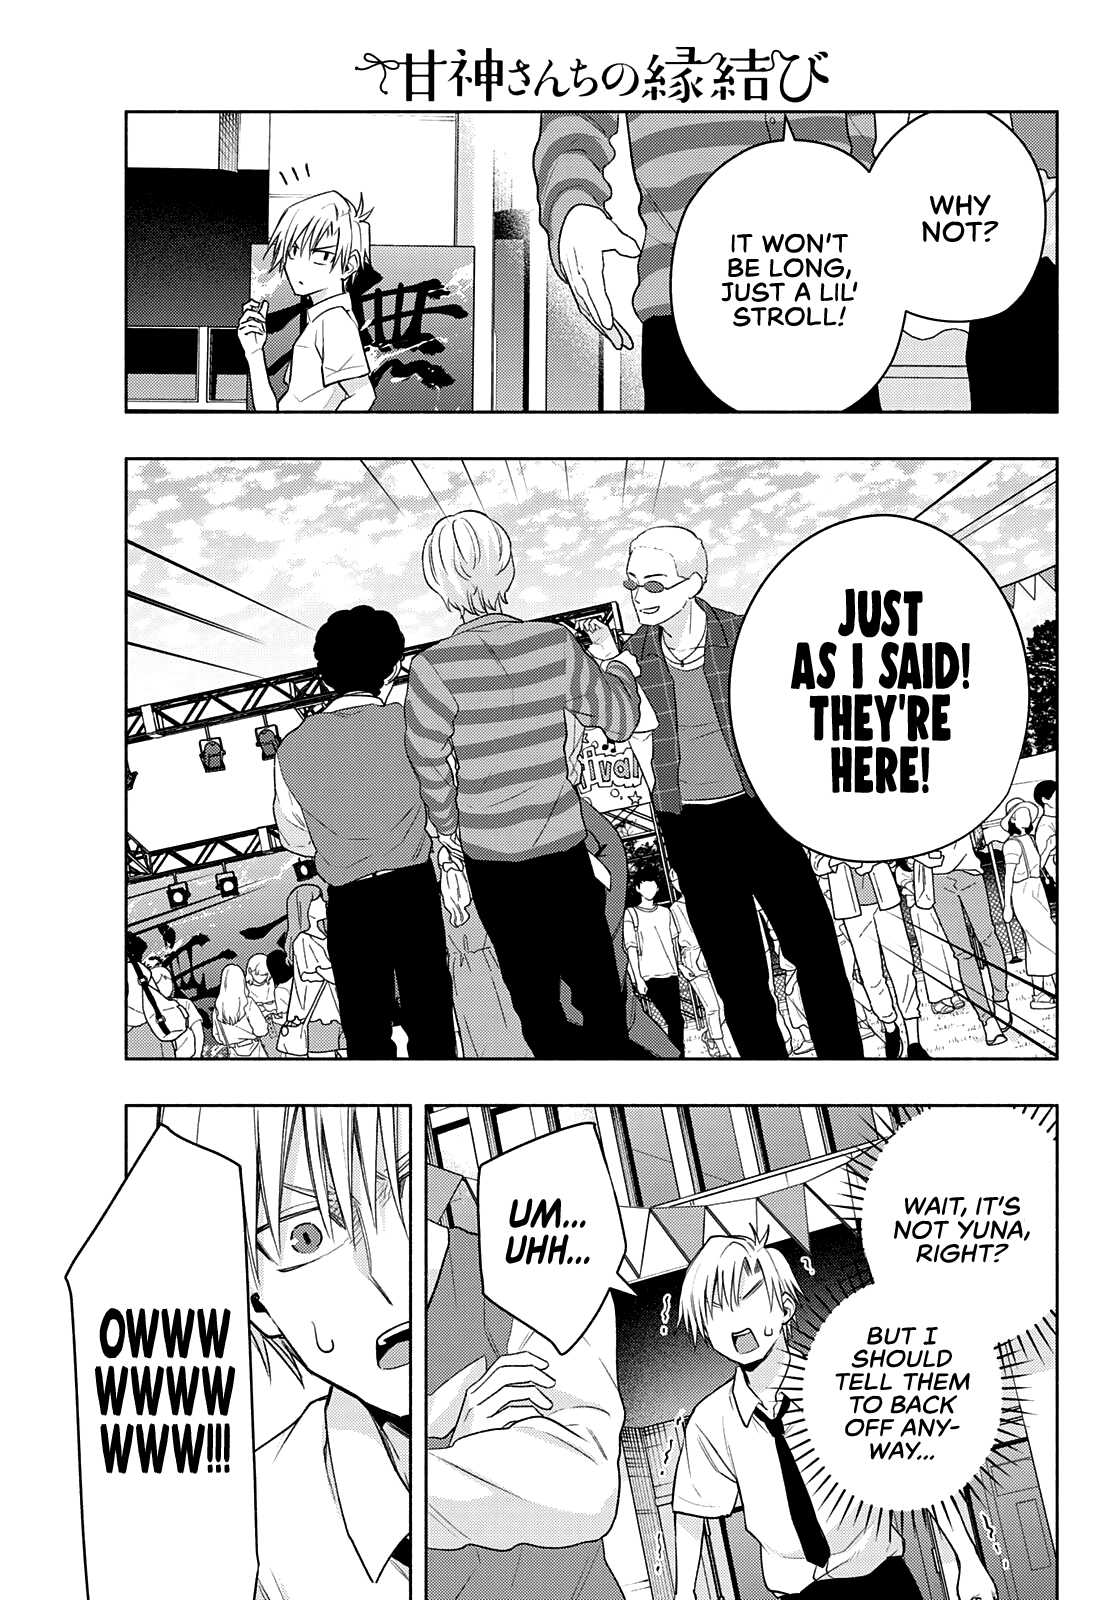 甘神さんちの縁結び
WHY
NOT?
IT WON'T
BE LONG,
JUST A LIL'
STROLL!
JUST
AS I SAID!
THEY'RE
HERE!
WAIT, IT'S
NOT YUNA,
RIGHT?
BUT I
SHOULD
TELL THEM
TO BACK
OFF ANY-
WAY...
UM...
UHH...
OWWW
WWWW
WWW!!!